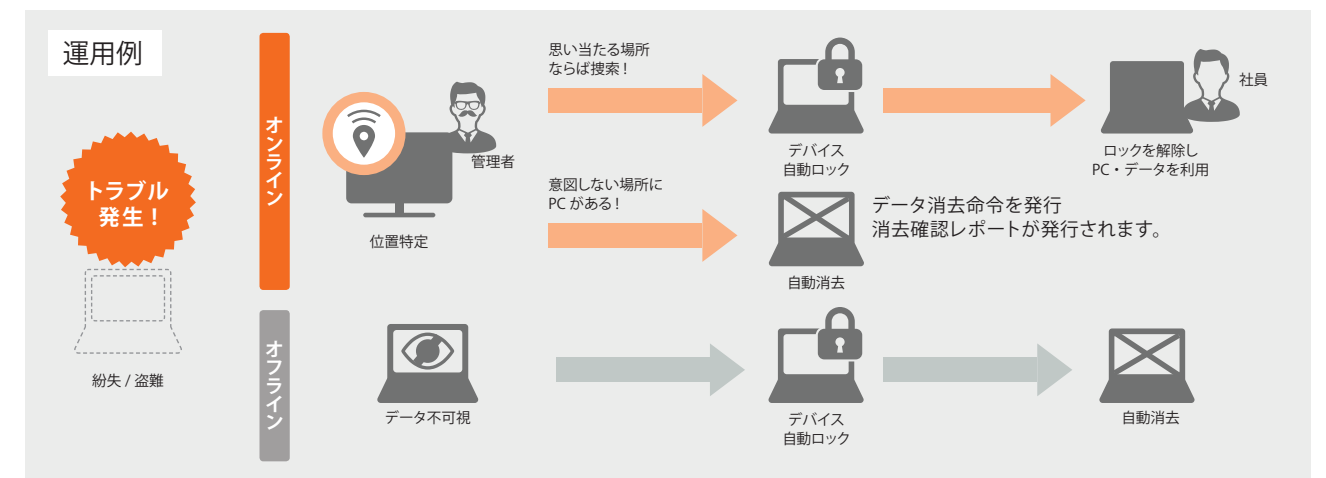 運用例
トラブル
発生！
紛失 / 盗難
オンライン
管理者
位置特定
思い当たる場所
ならば捜索！
デバイス
自動ロック
社員
ロックを解除し
PC・データを利用
意図しない場所に
PC がある！
自動消去
データ消去命令を発行
消去確認レポートが発行されます。
オフライン
データ不可視
デバイス
自動ロック
自動消去